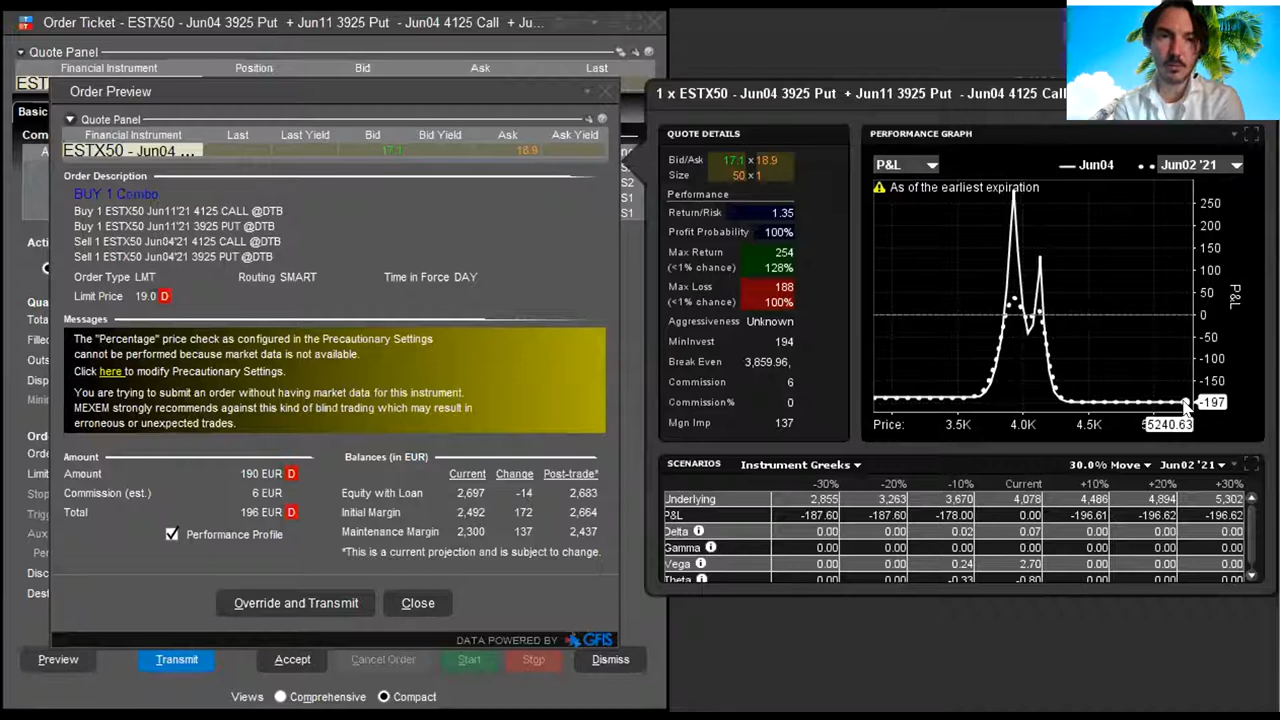 Order Ticket - ESTX50 - Jun04 3925 Put + Jun11 3925 Put - Jun04 4125 Call + Ju...
Quote Panel
Financial Instrument Position Bid Ask Last
EST
Basic
Order Preview
Quote Panel
Financial Instrument Last Last Yield Bid Bid Yield Ask Ask Yield
ESTX50 - Jun04 ... 17.1 18.9
Order Description
BUY 1 Combo
Buy 1 ESTX50 Jun11'21 4125 CALL @DTB
Buy 1 ESTX50 Jun11'21 3925 PUT @DTB
Sell 1 ESTX50 Jun04'21 4125 CALL @DTB
Sell 1 ESTX50 Jun04'21 3925 PUT @DTB
Order Type LMT Routing SMART Time in Force DAY
Limit Price 19.0 D
Messages
The "Percentage" price check as configured in the Precautionary Settings
cannot be performed because market data is not available.
Click here to modify Precautionary Settings.
You are trying to submit an order without having market data for this instrument.
MEXEM strongly recommends against this kind of blind trading which may result in
erroneous or unexpected trades.
Amount
Amount 190 EUR D
Commission (est.) 6 EUR
Total 196 EUR D
Performance Profile
Balances (in EUR)
Current Change Post-trade*
Equity with Loan 2,697 -14 2,683
Initial Margin 2,492 172 2,664
Maintenance Margin 2,300 137 2,437
*This is a current projection and is subject to change.
Override and Transmit Close
DATA POWERED BY GFIS
Preview Transmit Accept Cancel Order Start Stop Dismiss
Views Comprehensive Compact
1 x ESTX50 - Jun04 3925 Put + Jun11 3925 Put - Jun04 4125 Call
QUOTE DETAILS
Bid/Ask 17.1 x 18.9
Size 50 x 1
Performance
Return/Risk 1.35
Profit Probability 100%
Max Return 254
(<1% chance) 128%
Max Loss 188
(<1% chance) 100%
Aggressiveness Unknown
MinInvest 194
Break Even 3,859.96,
Commission 6
Commission% 0
Mgn Imp 137
PERFORMANCE GRAPH
P&L Jun04 Jun02 '21
As of the earliest expiration
250
200
150
100
50
0
-50
-100
-150
-197
P&L
5240.63
Price: 3.5K 4.0K 4.5K
SCENARIOS Instrument Greeks 30.0% Move Jun02 '21
-30% -20% -10% Current +10% +20% +30%
Underlying 2,855 3,263 3,670 4,078 4,486 4,894 5,302
P&L -187.60 -187.60 -178.00 0.00 -196.61 -196.62 -196.62
Delta 0.00 0.00 0.02 0.07 0.00 0.00 0.00
Gamma 0.00 0.00 0.00 0.00 0.00 0.00 0.00
Vega 0.00 0.00 0.24 2.70 0.00 0.00 0.00
Theta 0.00 0.00 -0.33 -0.80 0.00 0.00 0.00